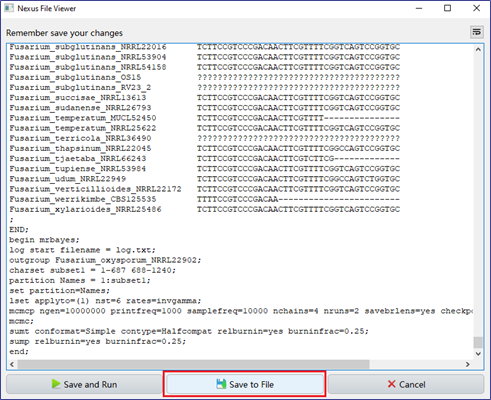 Nexus File Viewer
Remember save your changes
Fusarium_subglutinans_NRRL22016 TCTTCCGTCCCGACAACTTCGTTTTCGGTCAGTCCGGTGC
Fusarium_subglutinans_NRRL53904 TCTTCCGTCCCGACAACTTCGTTTTCGGTCAGTCCGGTGC
Fusarium_subglutinans_NRRL54158 TCTTCCGTCCCGACAACTTCGTTTTCGGTCAGTCCGGTGC
Fusarium_subglutinans_OS15 ????????????????????????????????????????
Fusarium_subglutinans_RV23_2 ????????????????????????????????????????
Fusarium_succisae_NRRL13613 TCTTCCGTCCCGACAACTTCGTTTTCGGTCAGTCCGGTGC
Fusarium_sudanense_NRRL26793 TCTTCCGTCCCGACAACTTCGTTTTCGGTCAGTCCGGTGC
Fusarium_temperatum_MUCL52450 TCTTCCGTCCCGACAACTTCGTTTT---------------
Fusarium_temperatum_NRRL25622 TCTTCCGTCCCGACAACTTCGTTTTCGGTCAGTCCGGTGC
Fusarium_terricola_NRRL36490 ????????????????????????????????????????
Fusarium_thapsinum_NRRL22045 TCTTCCGTCCCGACAACTTCGTTTTCGGCCAGTCCGGTGC
Fusarium_tjaetaba_NRRL66243 TCTTCCGTCCCGACAACTTCGTCTTCG-------------
Fusarium_tupiense_NRRL53984 TCTTCCGTCCCGACAACTTCGTTTTCGGTCAGTCCGGTGC
Fusarium_udum_NRRL22949 TCTTCCGTCCCGACAACTTCGTTTTCGGCCAGTCTGGTGC
Fusarium_verticillioides_NRRL22172 TCTTCCGTCCCGACAACTTCGTTTTCGGTCAGTCCGGTGC
Fusarium_werrikimbe_CBS125535 TTTTCCGTCCCGACAA------------------------
Fusarium_xylarioides_NRRL25486 TCTTCCGTCCCGACAACTTCGTTTTCGGTCAGTCCGGTGC
;
END;
begin mrbayes;
log start filename = log.txt;
outgroup Fusarium_oxysporum_NRRL22902;
charset subset1 = 1-687 688-1240;
partition Names = 1:subset1;
set partition=Names;
lset applyto=(1) nst=6 rates=invgamma;
mcmcp ngen=10000000 printfreq=1000 samplefreq=10000 nchains=4 nruns=2 savebrlens=yes checkpo
mcmc;
sumt conformat=Simple contype=Halfcompat relburnin=yes burninfrac=0.25;
sump relburnin=yes burninfrac=0.25;
end;
Save and Run
Save to File
Cancel